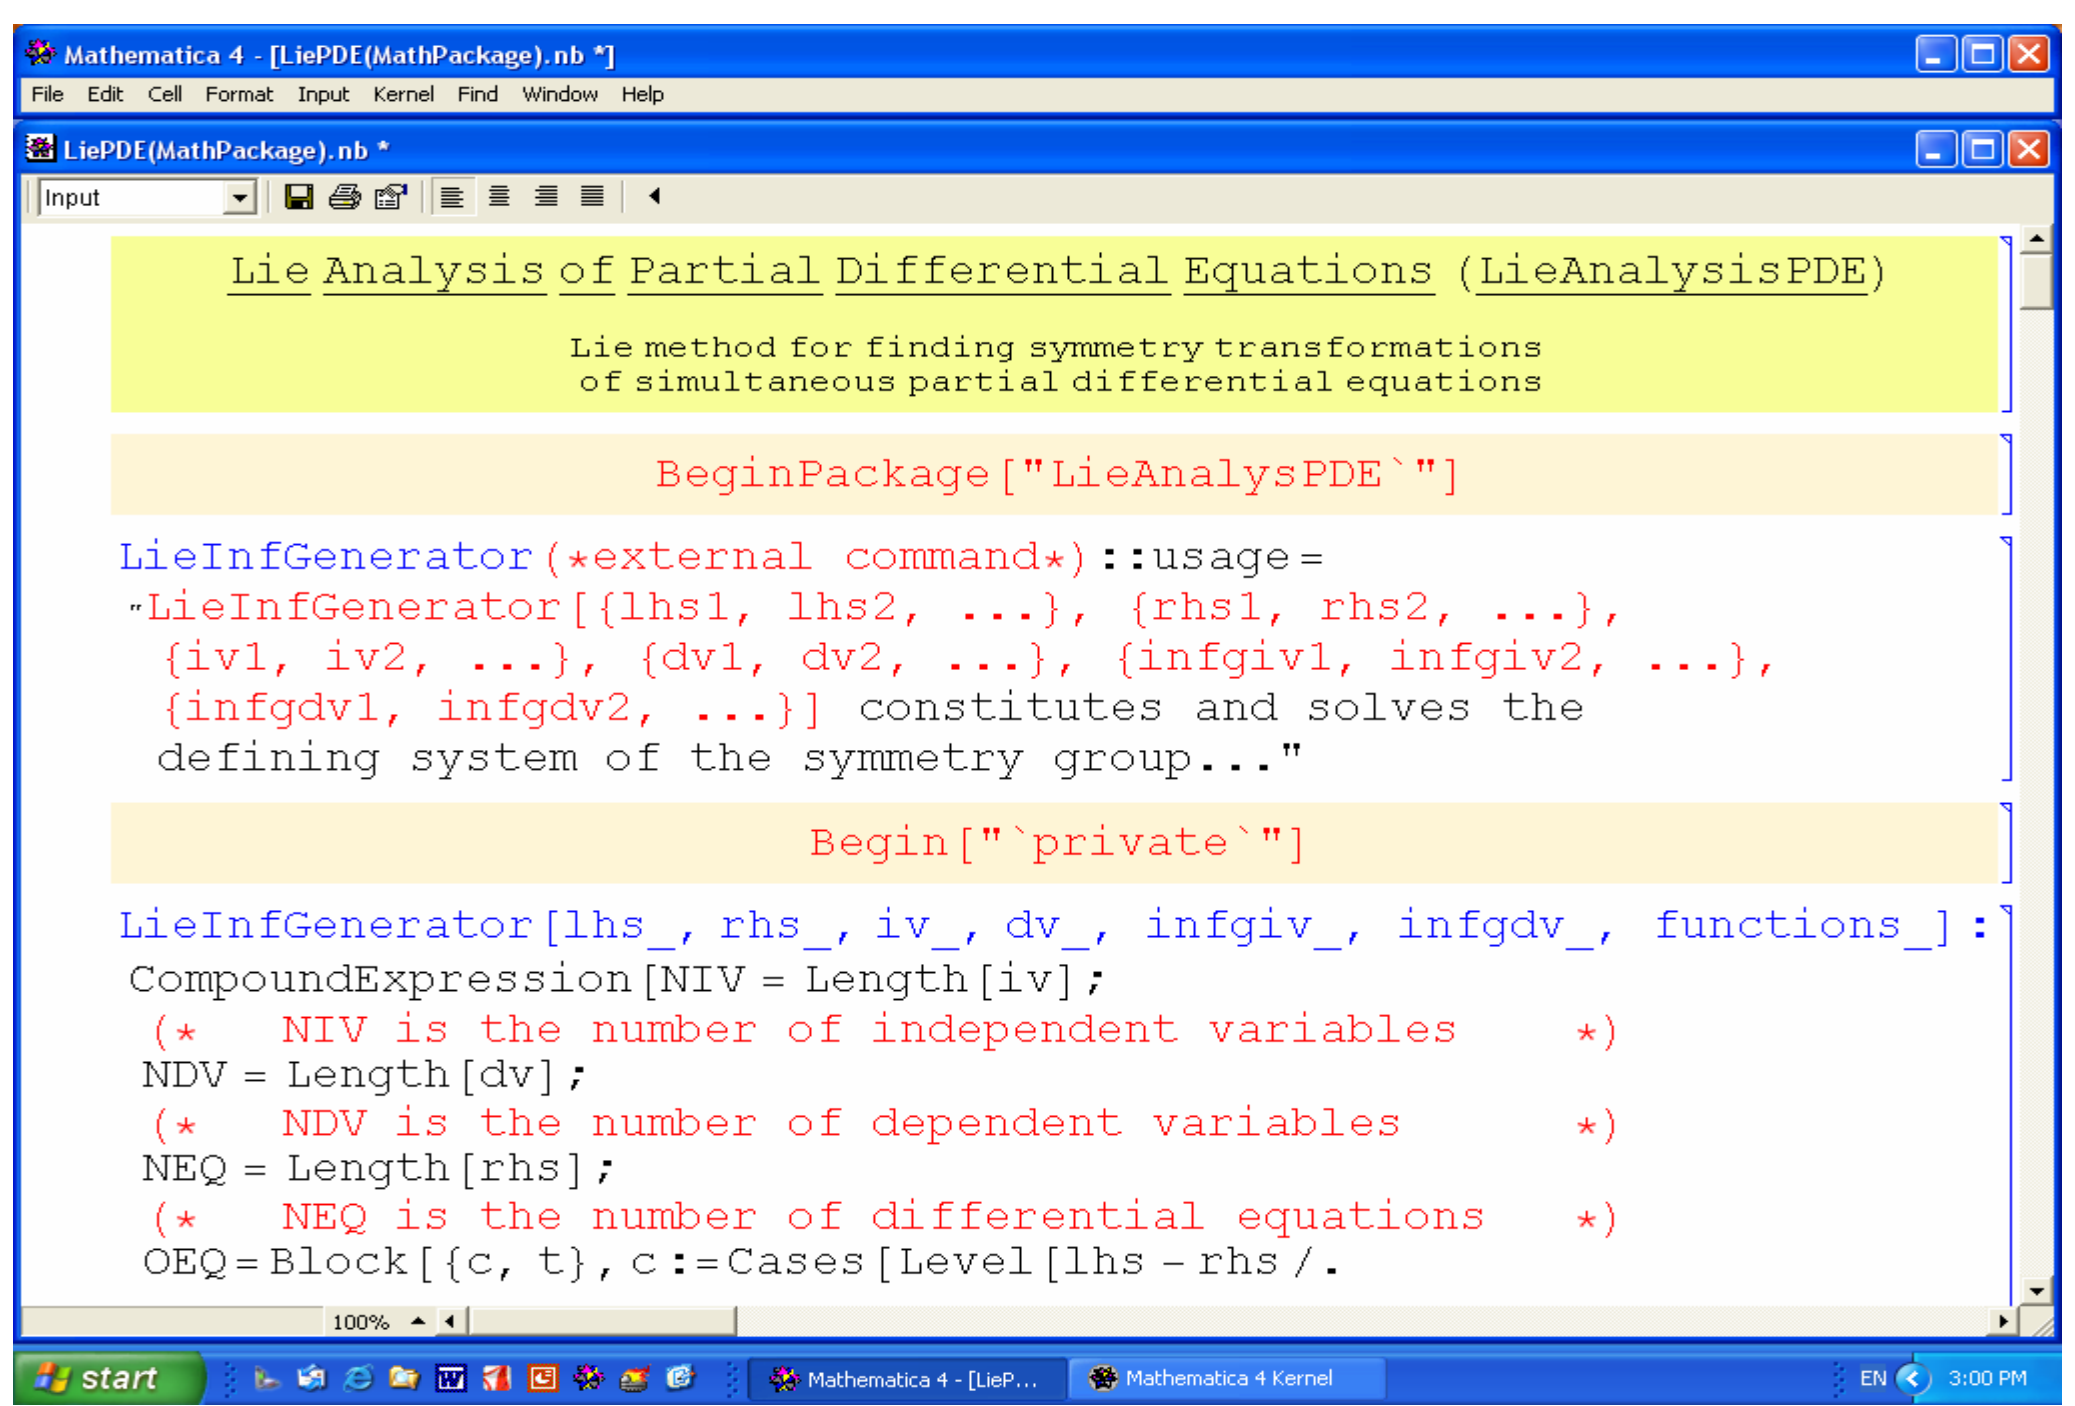 Mathematica 4 - [LiePDE(MathPackage).nb *]
File Edit Cell Format Input Kernel Find Window Help
LiePDE(MathPackage).nb *
Input
Lie Analysis of Partial Differential Equations (LieAnalysisPDE)
Lie method for finding symmetry transformations
of simultaneous partial differential equations
BeginPackage["LieAnalysPDE`"]
LieInfGenerator(*external command*)::usage=
"LieInfGenerator[{lhs1, lhs2, ...}, {rhs1, rhs2, ...},
{iv1, iv2, ...}, {dv1, dv2, ...}, {infgiv1, infgiv2, ...},
{infgdv1, infgdv2, ...}] constitutes and solves the
defining system of the symmetry group..."
Begin["`private`"]
LieInfGenerator[lhs_, rhs_, iv_, dv_, infgiv_, infgdv_, functions_]:
CompoundExpression[NIV = Length[iv];
(* NIV is the number of independent variables *)
NDV = Length[dv];
(* NDV is the number of dependent variables *)
NEQ = Length[rhs];
(* NEQ is the number of differential equations *)
OEQ=Block[{c, t}, c:=Cases[Level[lhs - rhs /.
100%
start
Mathematica 4 - [LieP...
Mathematica 4 Kernel
EN
3:00 PM